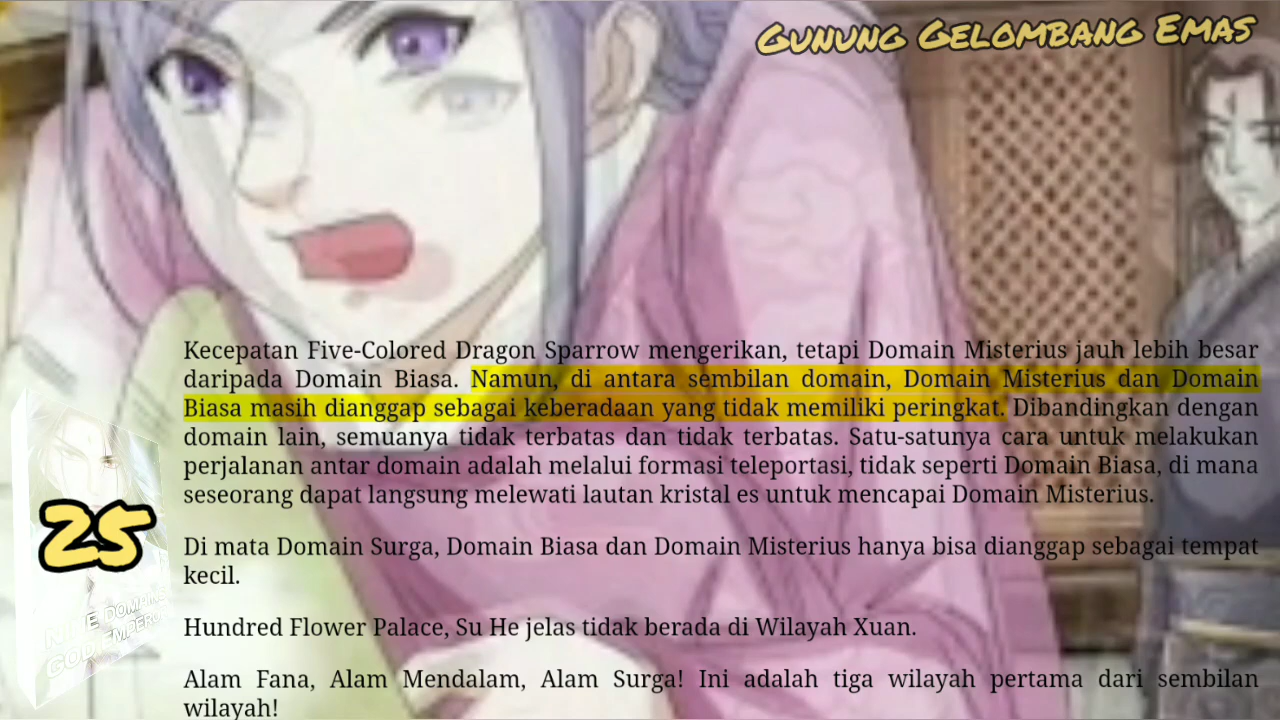 Gunung Gelombang Emas
Kecepatan Five-Colored Dragon Sparrow mengerikan, tetapi Domain Misterius jauh lebih besar
daripada Domain Biasa. Namun, di antara sembilan domain, Domain Misterius dan Domain
Biasa masih dianggap sebagai keberadaan yang tidak memiliki peringkat. Dibandingkan dengan
domain lain, semuanya tidak terbatas dan tidak terbatas. Satu-satunya cara untuk melakukan
perjalanan antar domain adalah melalui formasi teleportasi, tidak seperti Domain Biasa, di mana
seseorang dapat langsung melewati lautan kristal es untuk mencapai Domain Misterius.
Di mata Domain Surga, Domain Biasa dan Domain Misterius hanya bisa dianggap sebagai tempat
kecil.
Hundred Flower Palace, Su He jelas tidak berada di Wilayah Xuan.
Alam Fana, Alam Mendalam, Alam Surga! Ini adalah tiga wilayah pertama dari sembilan
wilayah!
25
NINE DOMAINS
GOD EMPEROR